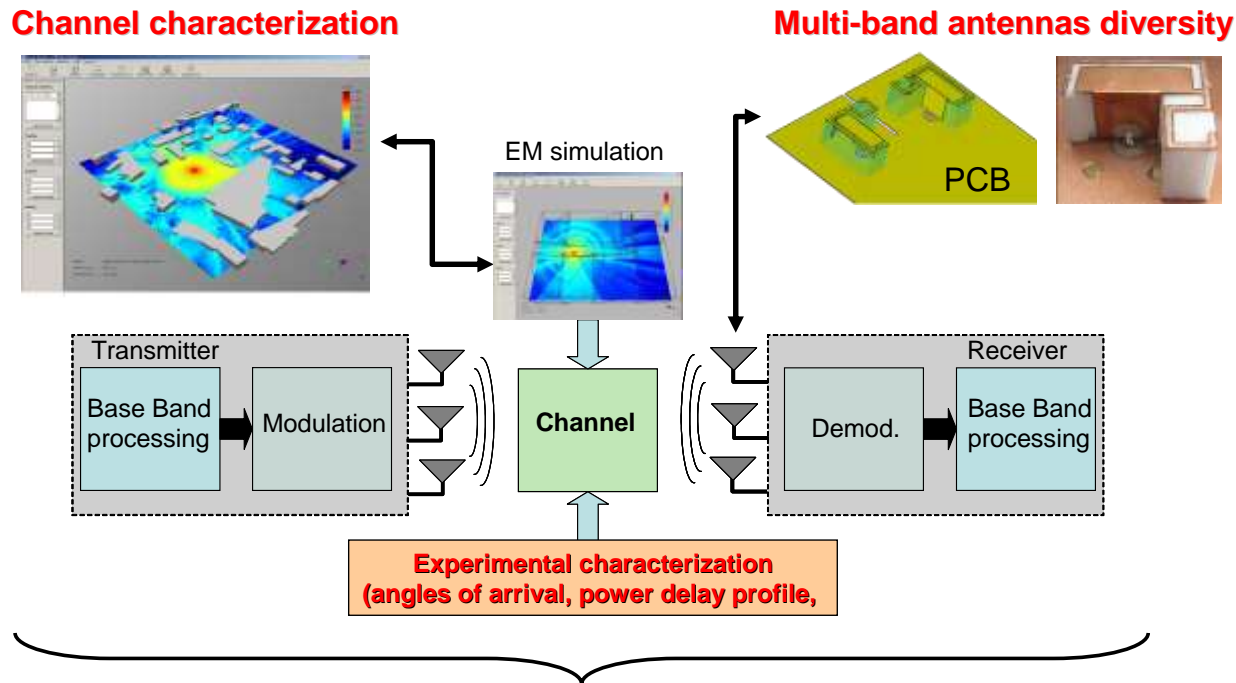 Channel characterization
Multi-band antennas diversity
EM simulation
PCB
Transmitter
Receiver
Base Band
processing
Modulation
Channel
Demod.
Base Band
processing
Experimental characterization
(angles of arrival, power delay profile,